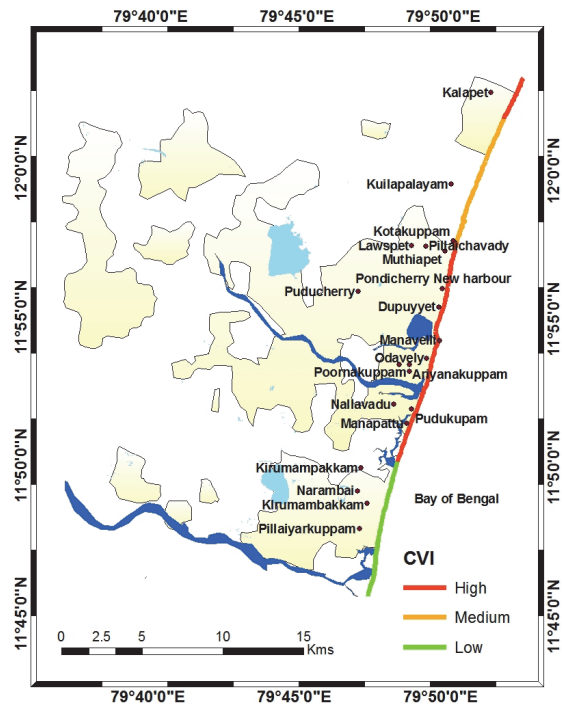 79°40'0"E 79°45'0"E 79°50'0"E
12°0'0"N 12°0'0"N
11°55'0"N 11°55'0"N
11°50'0"N 11°50'0"N
11°45'0"N 11°45'0"N
Kalapet
Kuilapalayam
Kotakuppam
Lawspet Pillaichavady
Muthiapet
Pondicherry New harbour
Puducherry
Dupuyyet
Manavelit
Odavely
Poornakuppam Ariyanakuppam
Nallavadu
Manapattu Pudukupam
Kirumampakkam
Narambai
Kirumambakkam
Pillaiyarkuppam
Bay of Bengal
CVI
High
Medium
Low
0 2.5 5 10 15
Kms
79°40'0"E 79°45'0"E 79°50'0"E